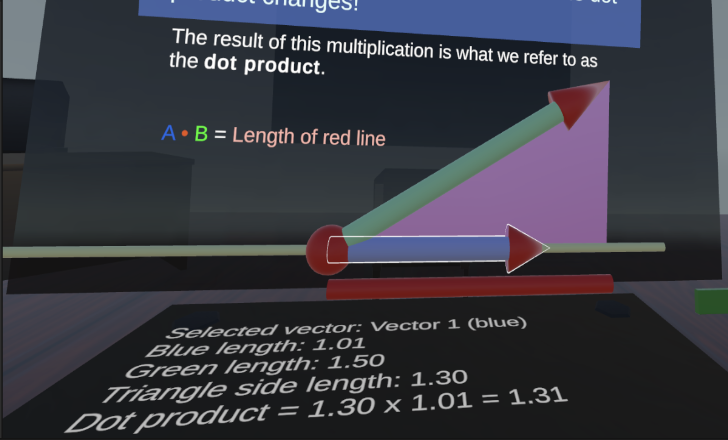 product changes!
dot
The result of this multiplication is what we refer to as
the dot product.
A • B = Length of red line
Selected vector: Vector 1 (blue)
Blue length: 1.01
Green length: 1.50
Triangle side length: 1.30
Dot product = 1.30 x 1.01 = 1.31